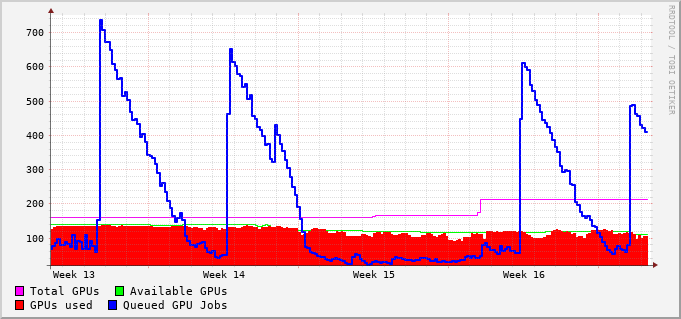 RRDTOOL / TOBI OETIKER
700
600
500
400
300
200
100
Week 13 Week 14 Week 15 Week 16
Total GPUs Available GPUs
GPUs used Queued GPU Jobs